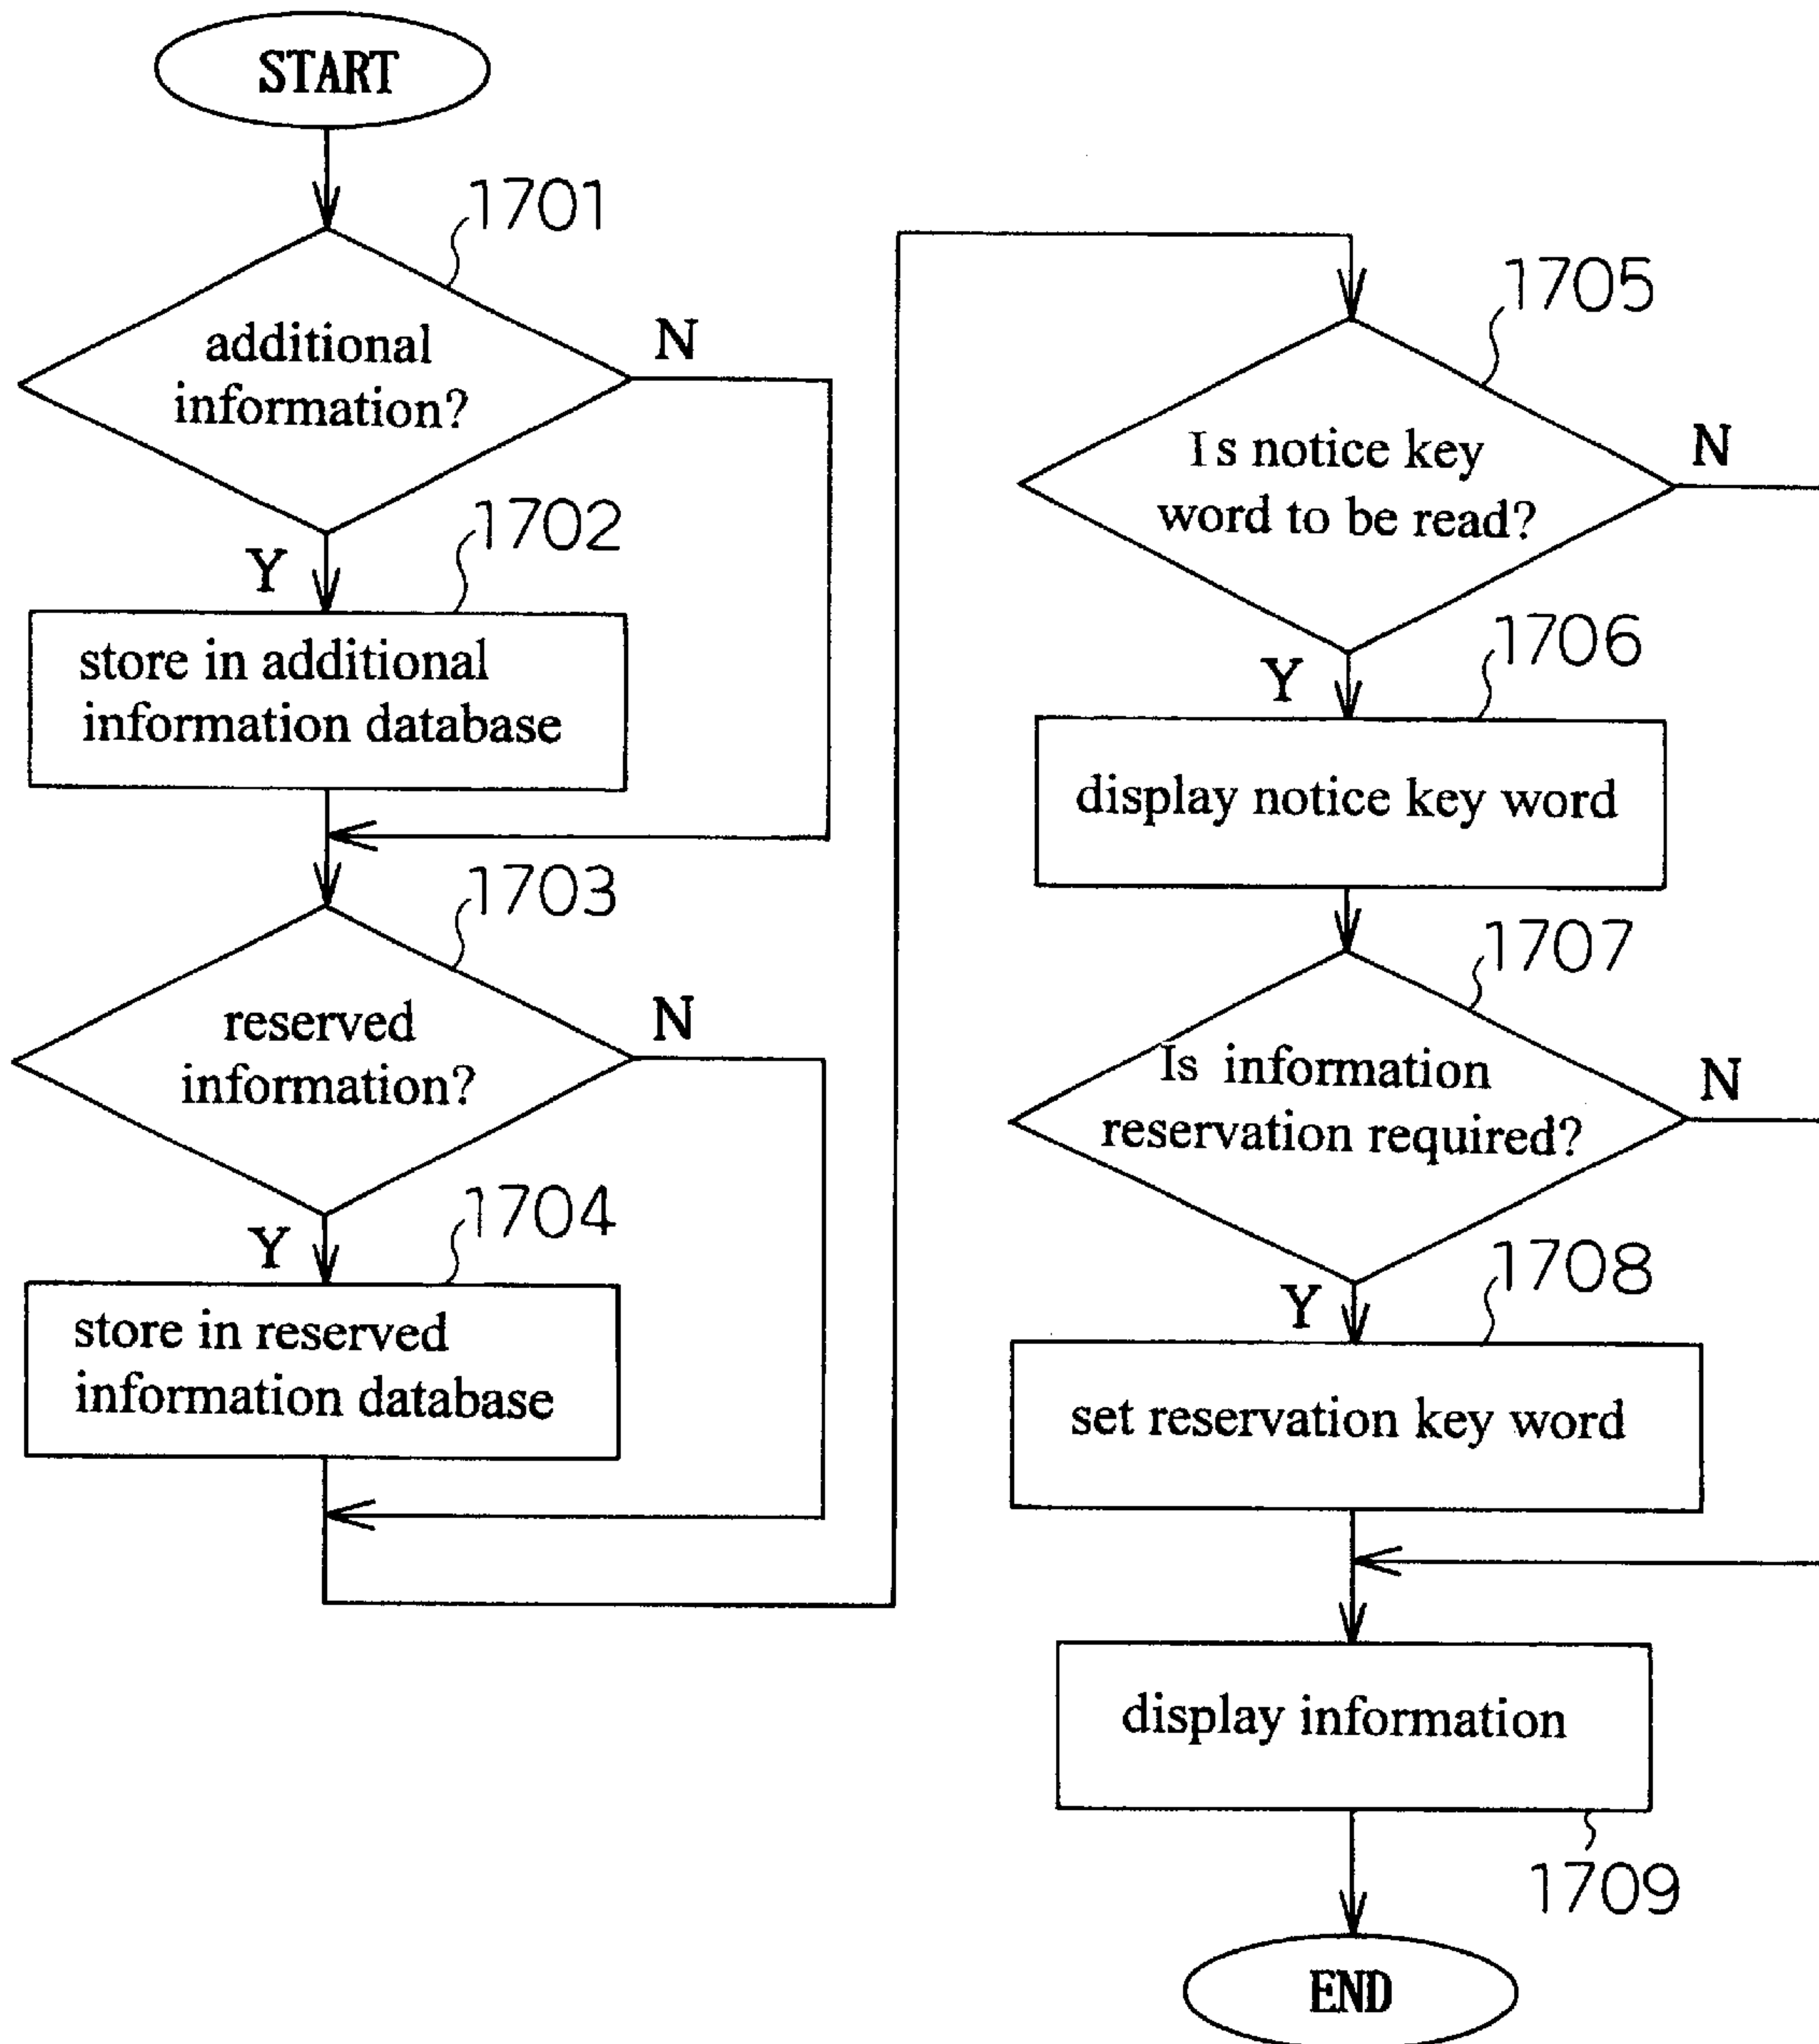 START
1701
additional
information?
N
Y
1702
store in additional
information database
1703
reserved
information?
N
Y
1704
store in reserved
information database
1705
Is notice key
word to be read?
N
Y
1706
display notice key word
1707
Is information
reservation required?
N
Y
1708
set reservation key word
display information
1709
END